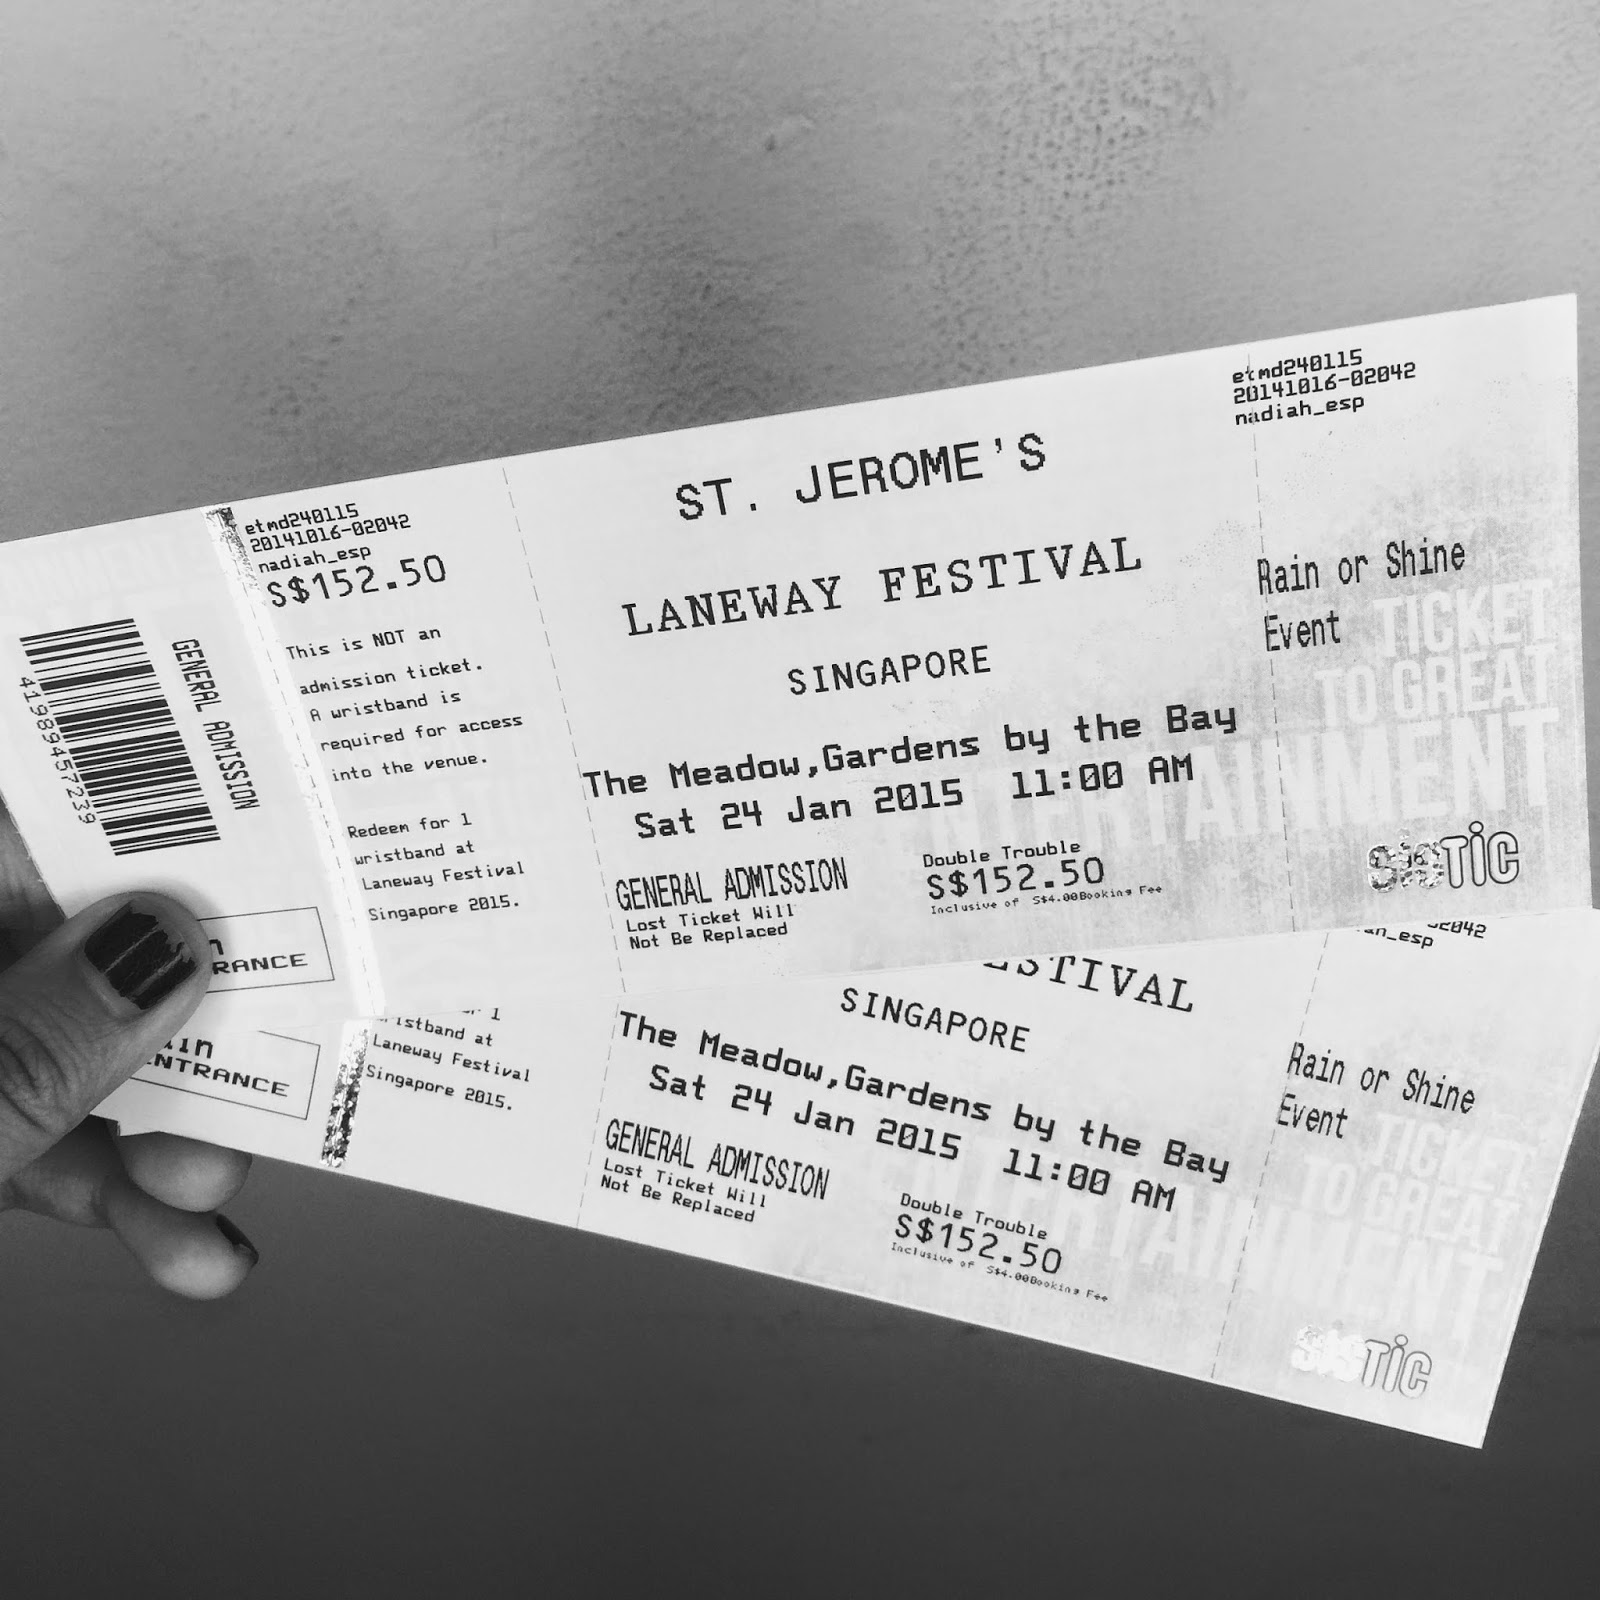 etmd240115
20141016-02042
nadiah_esp
S$152.50
This is NOT an
admission ticket.
A wristband is
required for access
into the venue.
Redeem for 1
wristband at
Laneway Festival
Singapore 2015.
GENERAL ADMISSION
41989457239
RANCE
ST. JEROME'S
LANEWAY FESTIVAL
SINGAPORE
The Meadow,Gardens by the Bay
Sat 24 Jan 2015 11:00 AM
GENERAL ADMISSION
Lost Ticket Will
Not Be Replaced
Double Trouble
S$152.50
Inclusive of S$4.00Booking Fee
etmd240115
20141016-02042
nadiah_esp
Rain or Shine
Event
TICKET
TO GREAT
NTERTAINMENT
SISTIC
1
wristband at
Laneway Festival
Singapore 2015.
ENTRANCE
ESTIVAL
SINGAPORE
The Meadow,Gardens by the Bay
Sat 24 Jan 2015 11:00 AM
GENERAL ADMISSION
Lost Ticket Will
Not Be Replaced
Double Trouble
S$152.50
Inclusive of S$4.00Booking Fee
Rain or Shine
Event
TICKET
TO GREAT
NTERTAINMENT
SISTIC